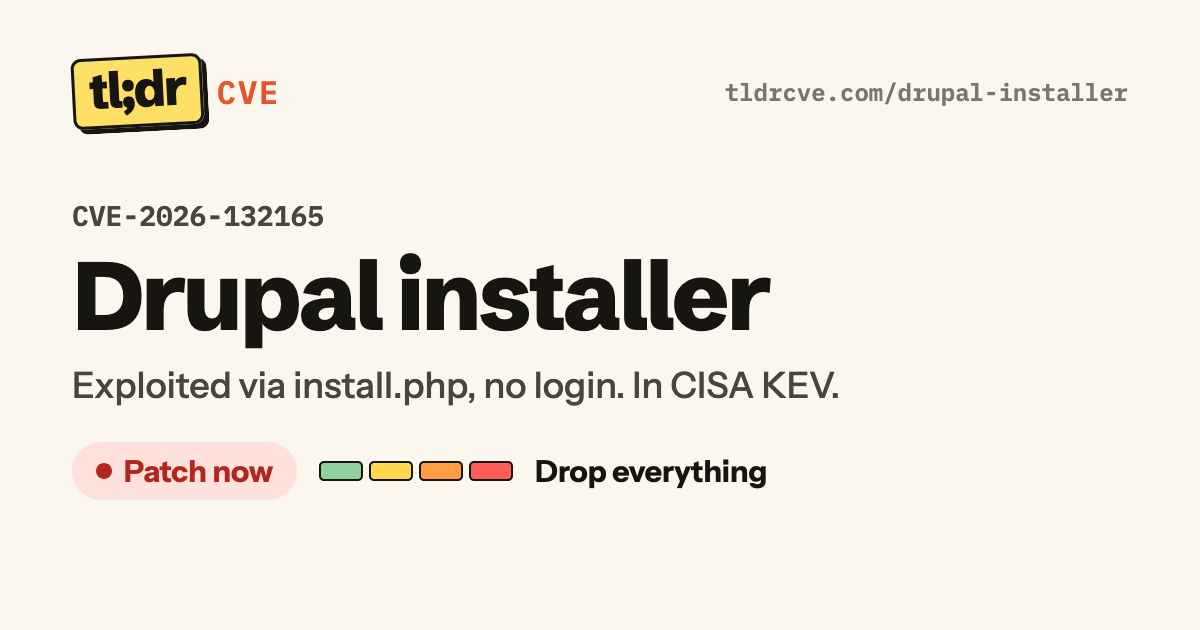 tl;dr CVE
tldrcve.com/drupal-installer
CVE-2026-132165
Drupal installer
Exploited via install.php, no login. In CISA KEV.
Patch now Drop everything